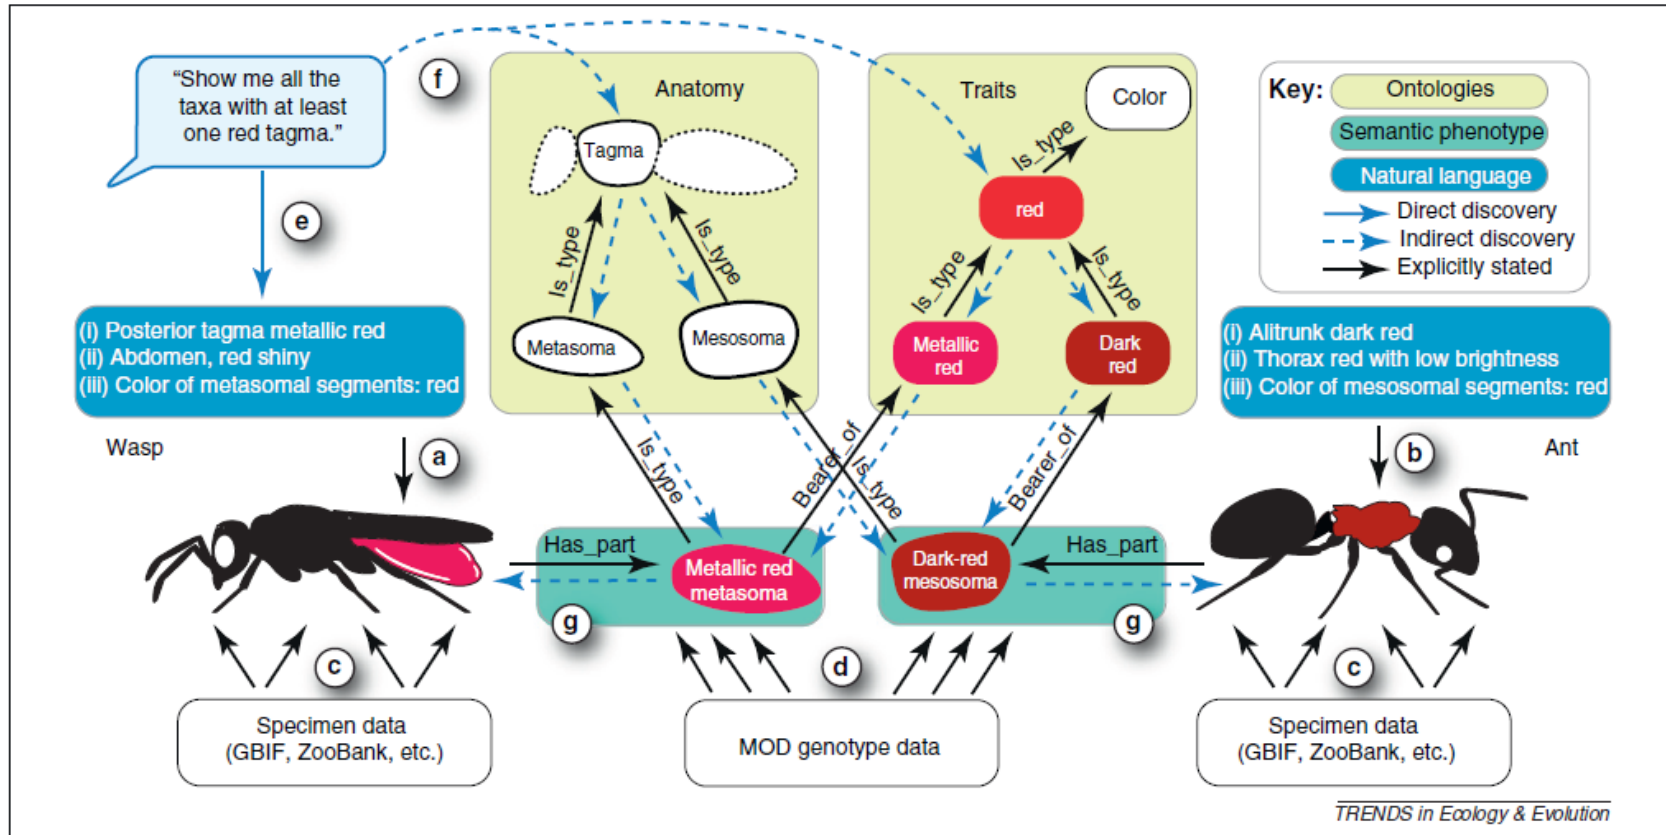 “Show me all the
taxa with at least
one red tagma.”
f
e
Anatomy
Tagma
Is_type
Is_type
Metasoma
Mesosoma
Traits
Color
Is_type
red
Is_type
Is_type
Metallic
red
Dark
red
Key:
Ontologies
Semantic phenotype
Natural language
Direct discovery
Indirect discovery
Explicitly stated
(i) Posterior tagma metallic red
(ii) Abdomen, red shiny
(iii) Color of metasomal segments: red
(i) Alitrunk dark red
(ii) Thorax red with low brightness
(iii) Color of mesosomal segments: red
Wasp
a
Is_type
Bearer_of
Is_type
Bearer_of
b
Ant
Has_part
Metallic red
metasoma
g
Dark-red
mesosoma
Has_part
g
c
d
c
Specimen data
(GBIF, ZooBank, etc.)
MOD genotype data
Specimen data
(GBIF, ZooBank, etc.)
TRENDS in Ecology & Evolution